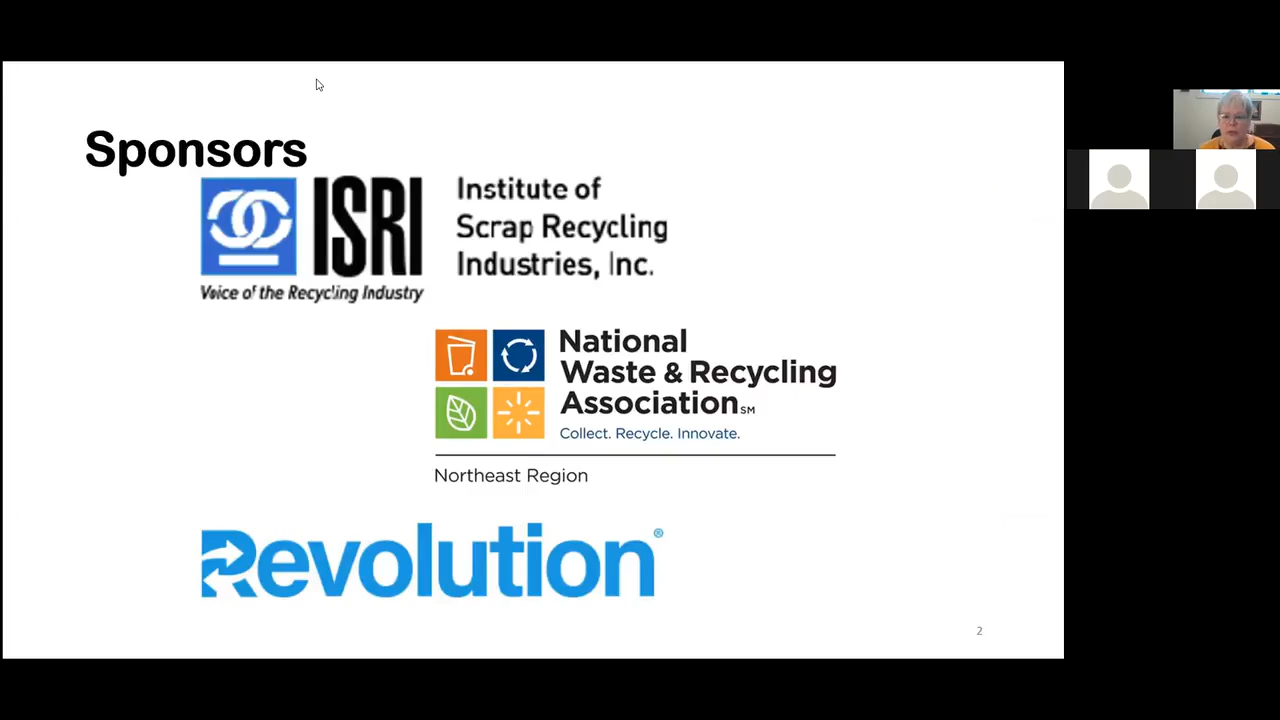 Sponsors
ISRI
Voice of the Recycling Industry
Institute of
Scrap Recycling
Industries, Inc.
National
Waste & Recycling
Association SM
Collect. Recycle. Innovate.
Northeast Region
Revolution®
2